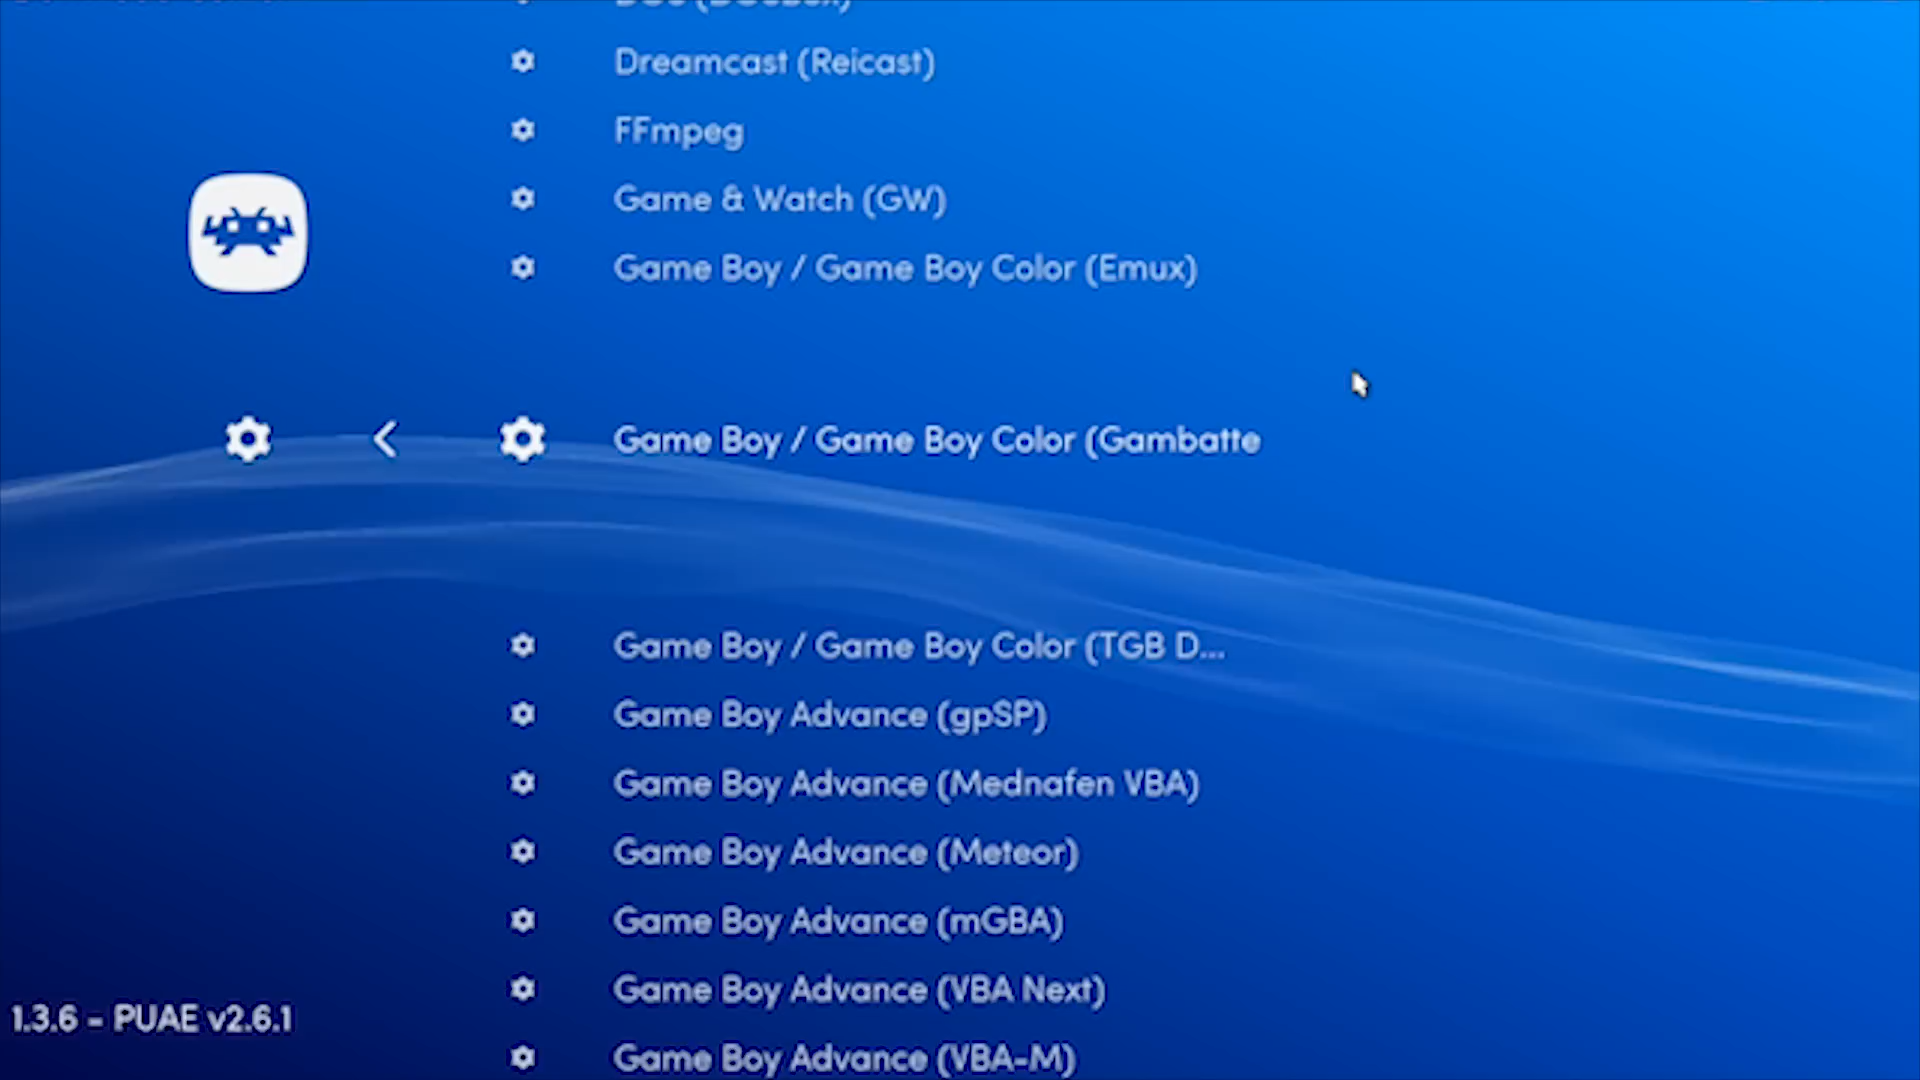 Dreamcast (Reicast)
FFmpeg
Game & Watch (GW)
Game Boy / Game Boy Color (Emux)
Game Boy / Game Boy Color (Gambatte
Game Boy / Game Boy Color (TGB D...
Game Boy Advance (gpSP)
Game Boy Advance (Mednafen VBA)
Game Boy Advance (Meteor)
Game Boy Advance (mGBA)
Game Boy Advance (VBA Next)
1.3.6 - PUAE v2.6.1
Game Boy Advance (VBA-M)